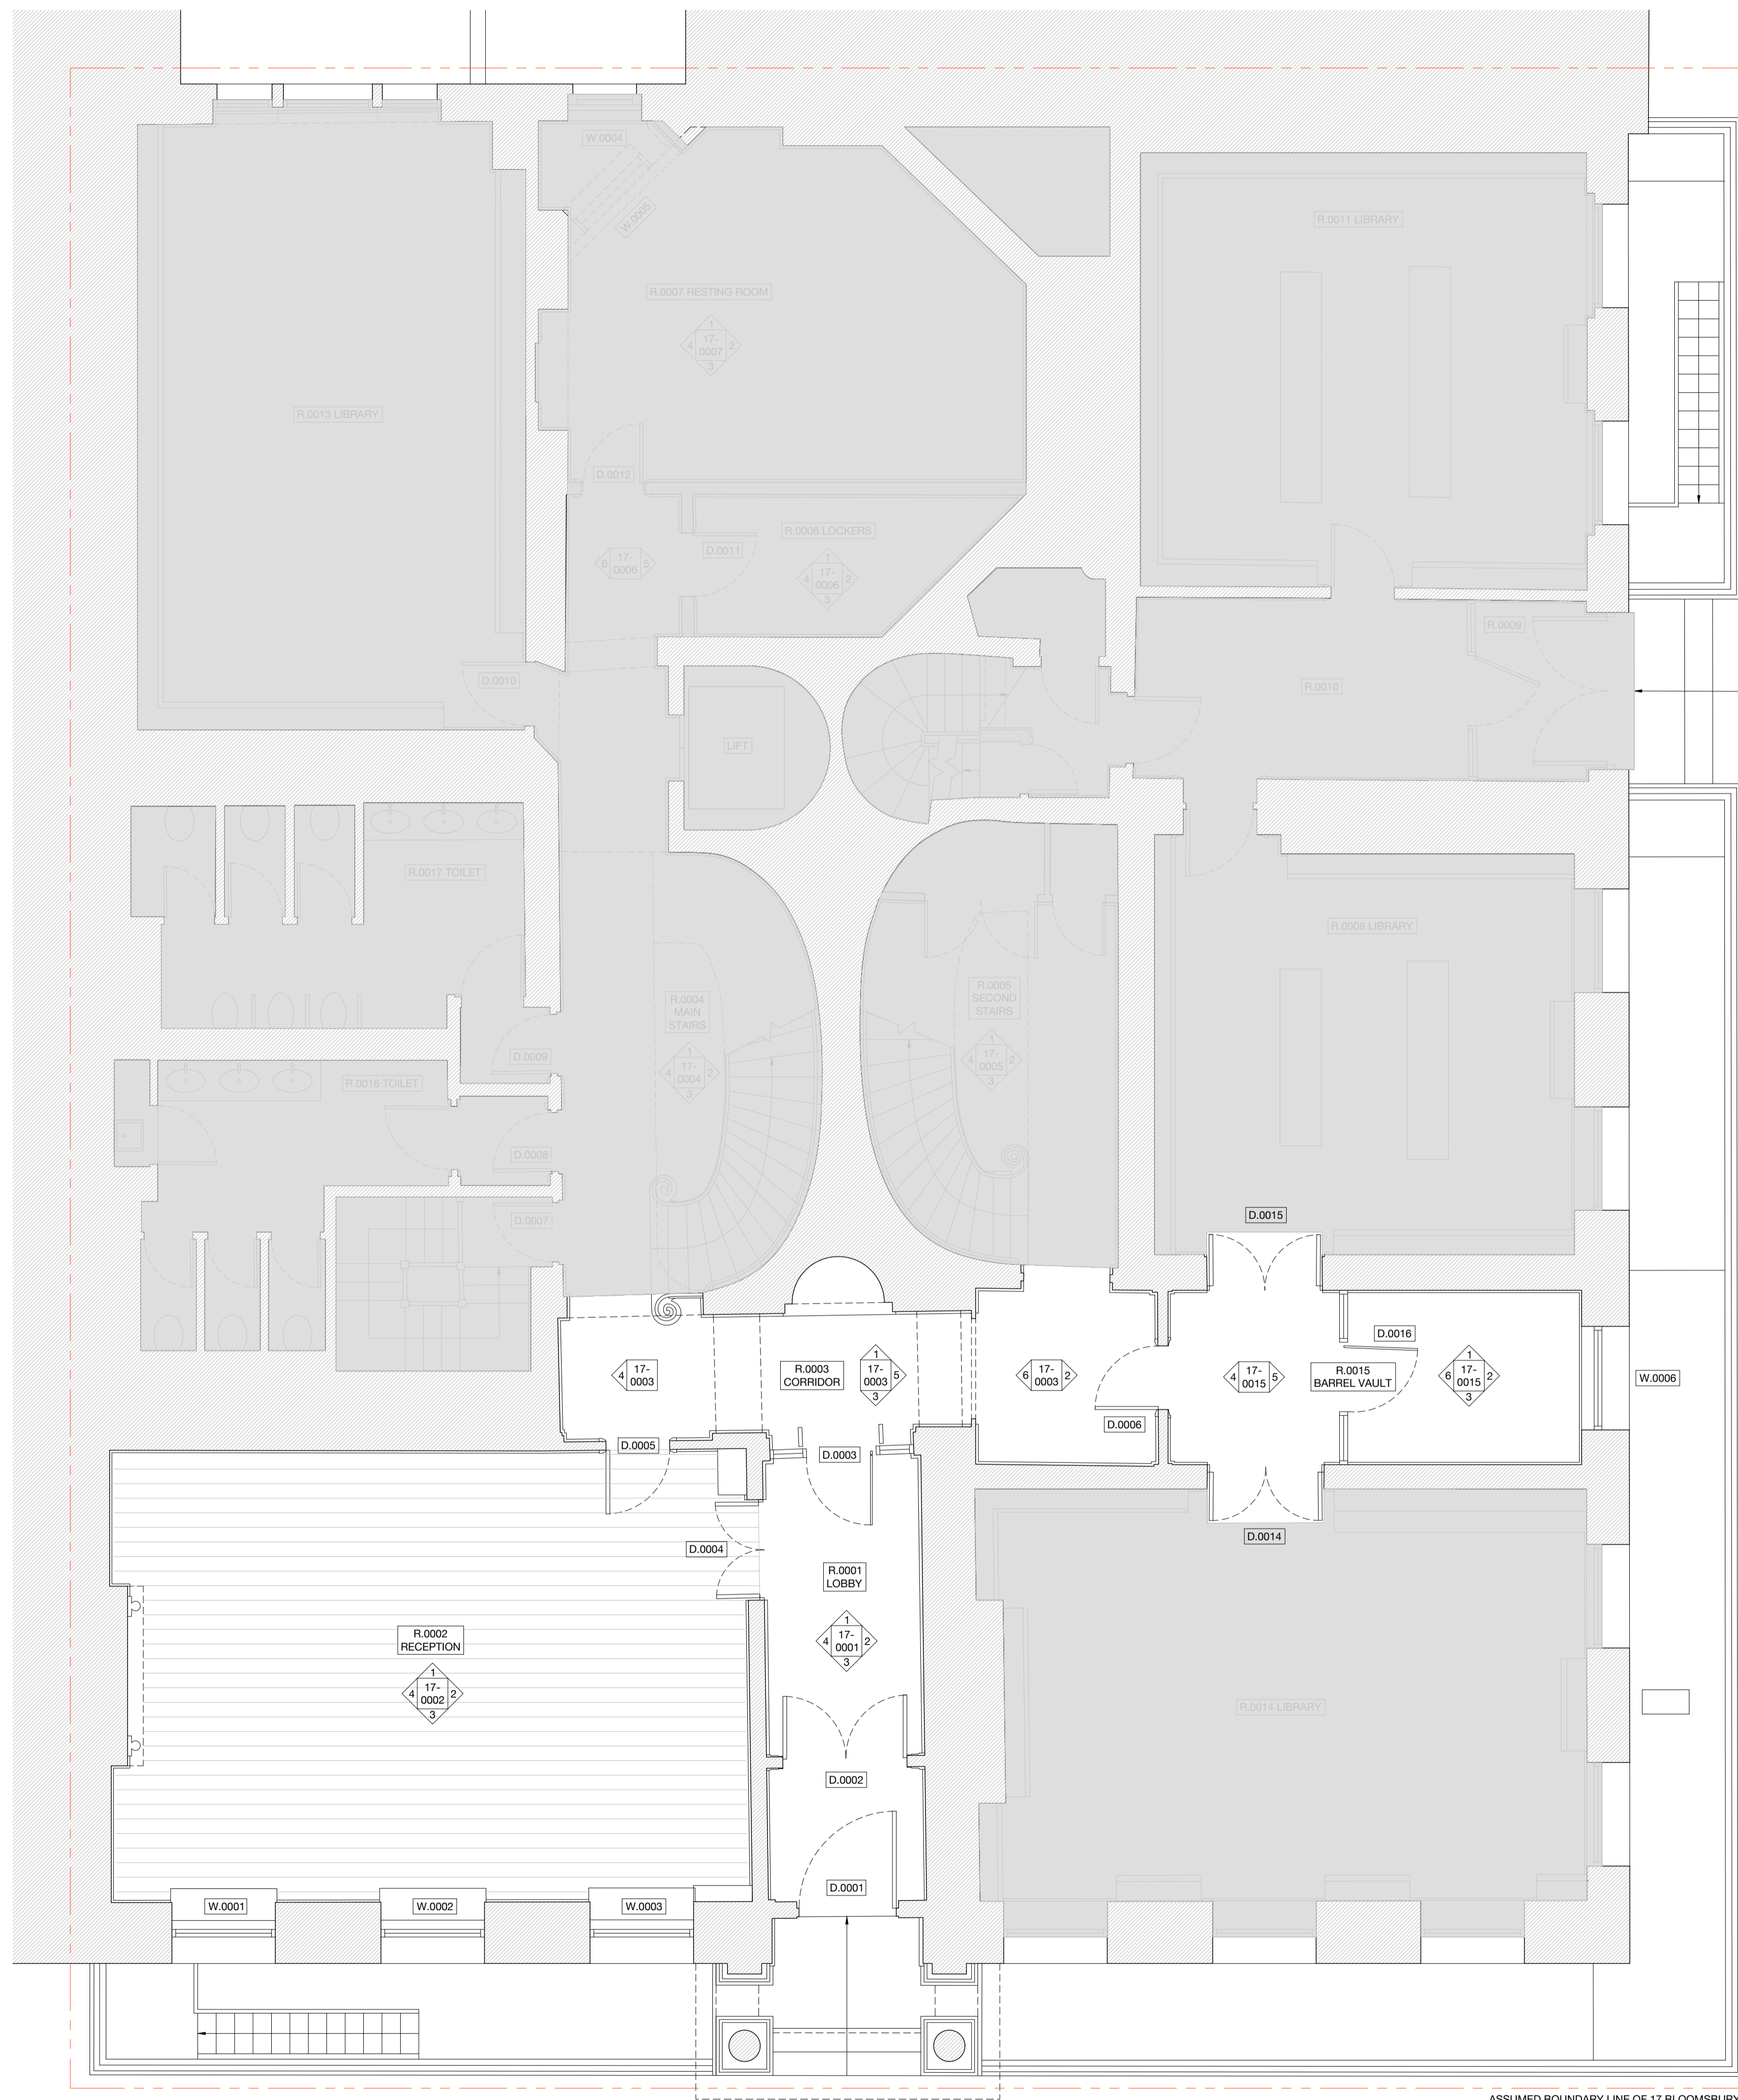 W.0004
W.0005
R.0011 LIBRARY
R.0007 RESTING ROOM
1
4
17-
0007
2
3
R.0013 LIBRARY
D.0012
R.0006 LOCKERS
D.0011
6
17-
0006
5
1
4
17-
0006
2
3
R.0009
D.0010
R.0010
LIFT
R.0017 TOILET
R.0008 LIBRARY
R.0004
MAIN
STAIRS
1
4
17-
0004
2
3
R.0005
SECOND
STAIRS
1
4
17-
0005
2
3
D.0009
R.0016 TOILET
D.0008
D.0007
D.0015
D.0016
4
17-
0003
R.0003
CORRIDOR
1
17-
0003
5
3
6
17-
0003
2
4
17-
0015
5
R.0015
BARREL VAULT
1
6
17-
0015
2
3
W.0006
D.0006
D.0005
D.0003
D.0004
D.0014
R.0001
LOBBY
1
4
17-
0001
2
3
R.0002
RECEPTION
1
4
17-
0002
2
3
R.0014 LIBRARY
D.0002
D.0001
W.0001
W.0002
W.0003
ASSUMED BOUNDARY LINE OF 17 BLOOMSBURY